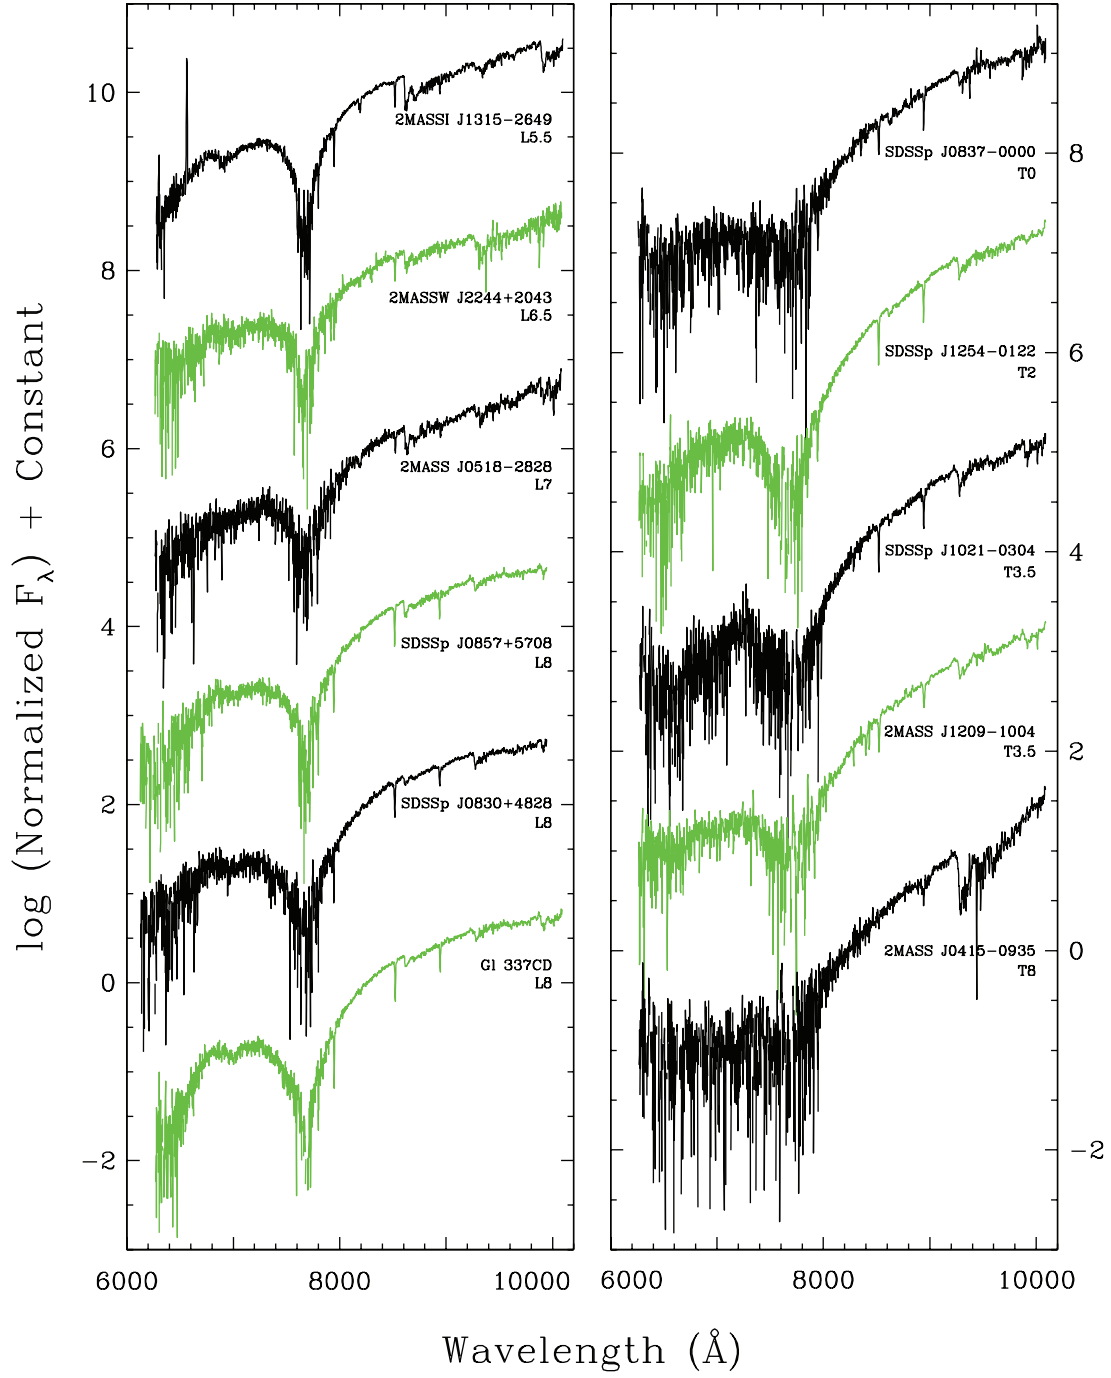 log (Normalized Fλ) + Constant
10
8
6
4
2
0
−2
2MASSI J1315−2649
L5.5
2MASSW J2244+2043
L6.5
2MASS J0518−2828
L7
SDSSp J0857+5708
L8
SDSSp J0830+4828
L8
Gl 337CD
L8
6000 8000 10000
SDSSp J0837−0000
T0
SDSSp J1254−0122
T2
SDSSp J1021−0304
T3.5
2MASS J1209−1004
T3.5
2MASS J0415−0935
T8
8
6
4
2
0
−2
6000 8000 10000
Wavelength (Å)